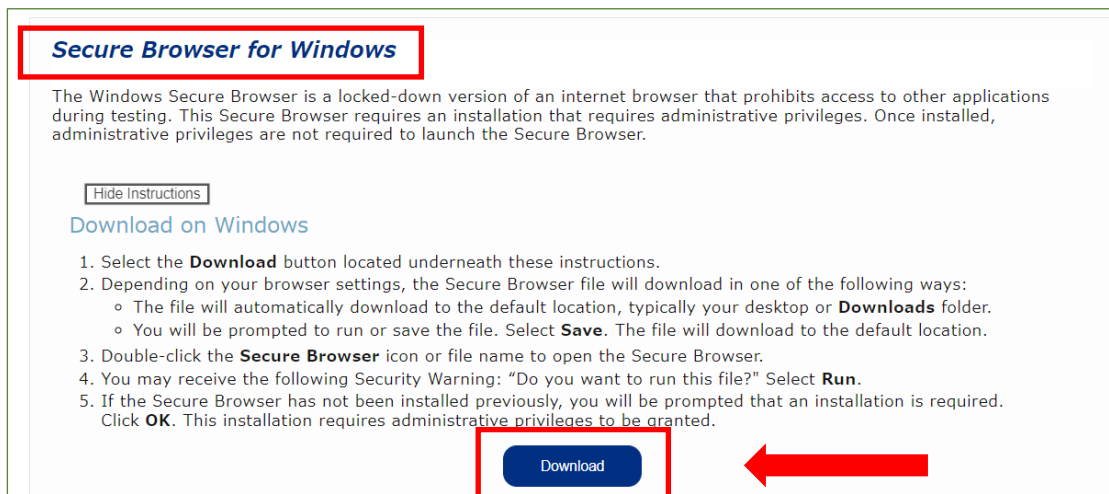 Secure Browser for Windows
The Windows Secure Browser is a locked-down version of an internet browser that prohibits access to other applications
during testing. This Secure Browser requires an installation that requires administrative privileges. Once installed,
administrative privileges are not required to launch the Secure Browser.
Hide Instructions
Download on Windows
1. Select the Download button located underneath these instructions.
2. Depending on your browser settings, the Secure Browser file will download in one of the following ways:
◦ The file will automatically download to the default location, typically your desktop or Downloads folder.
◦ You will be prompted to run or save the file. Select Save. The file will download to the default location.
3. Double-click the Secure Browser icon or file name to open the Secure Browser.
4. You may receive the following Security Warning: “Do you want to run this file?" Select Run.
5. If the Secure Browser has not been installed previously, you will be prompted that an installation is required.
Click OK. This installation requires administrative privileges to be granted.
Download